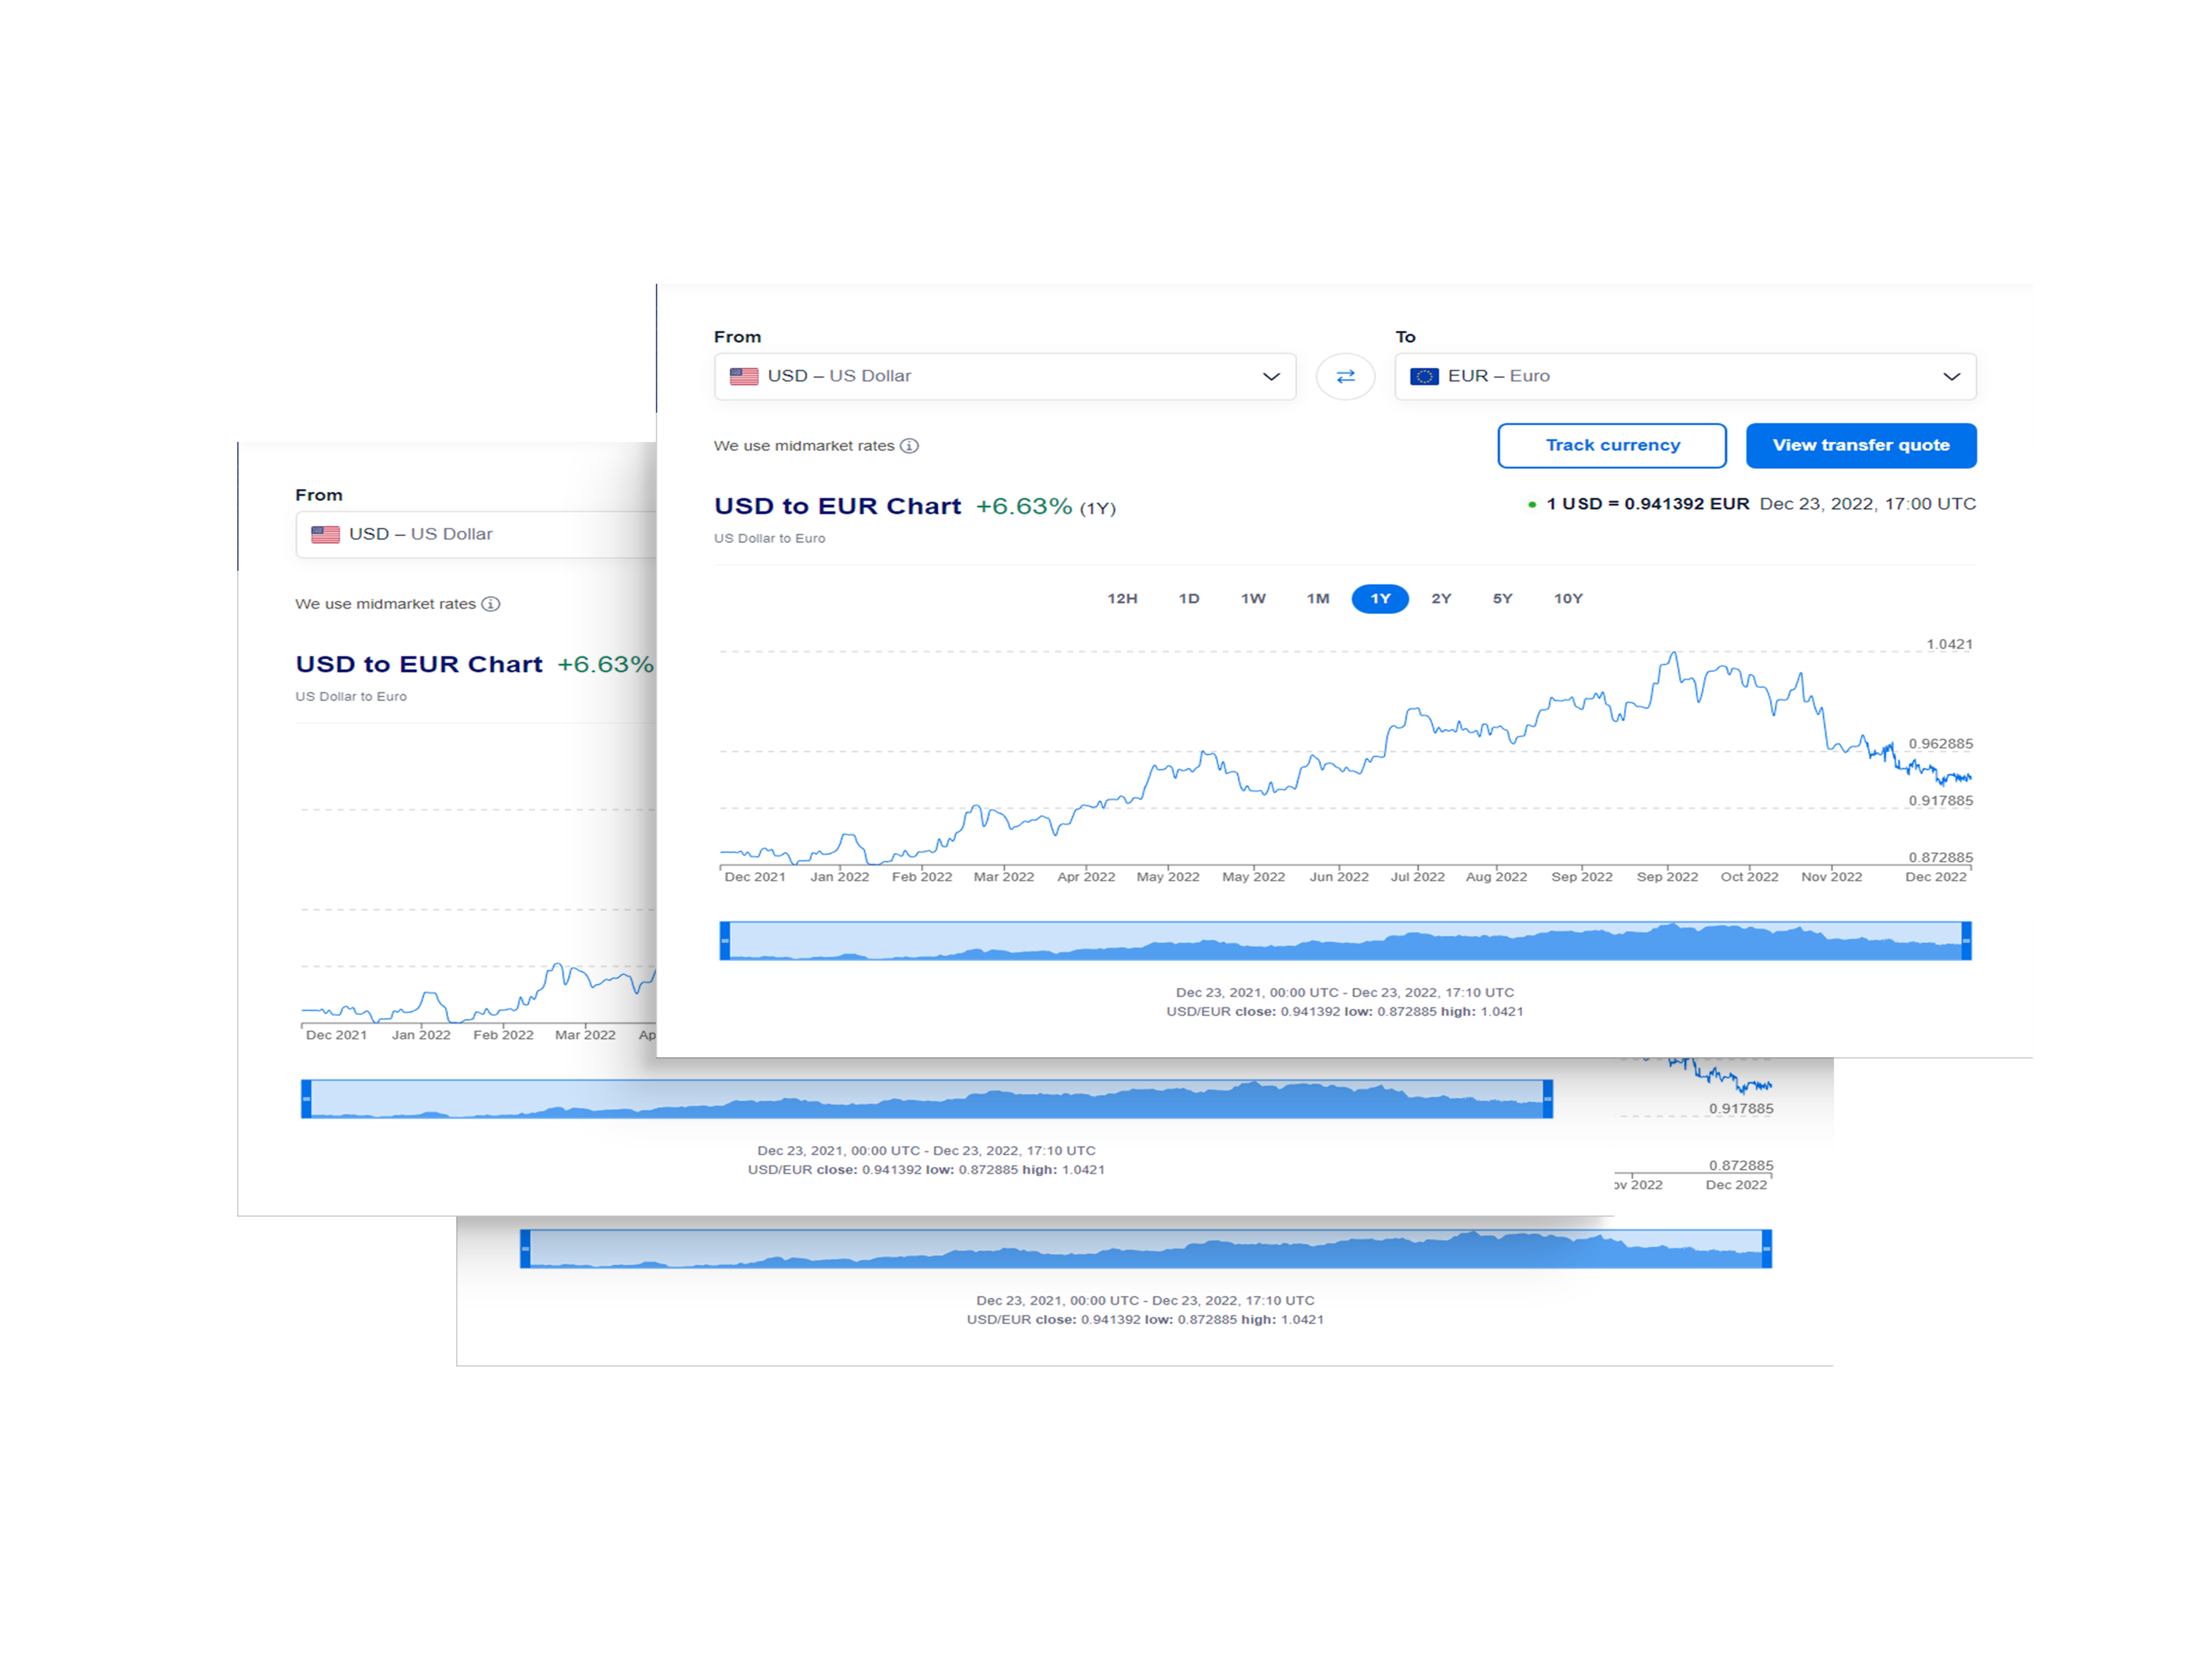 From
To
USD – US Dollar
EUR – Euro
We use midmarket rates
Track currency
View transfer quote
USD to EUR Chart +6.63% (1Y)
1 USD = 0.941392 EUR Dec 23, 2022, 17:00 UTC
US Dollar to Euro
12H 1D 1W 1M 1Y 2Y 5Y 10Y
1.0421
0.962885
0.917885
0.872885
Dec 2021 Jan 2022 Feb 2022 Mar 2022 Apr 2022 May 2022 May 2022 Jun 2022 Jul 2022 Aug 2022 Sep 2022 Sep 2022 Oct 2022 Nov 2022 Dec 2022
Dec 23, 2021, 00:00 UTC - Dec 23, 2022, 17:10 UTC
USD/EUR close: 0.941392 low: 0.872885 high: 1.0421
From
USD – US Dollar
We use midmarket rates
USD to EUR Chart +6.63%
US Dollar to Euro
Dec 2021 Jan 2022 Feb 2022 Mar 2022 Ap
Dec 23, 2021, 00:00 UTC - Dec 23, 2022, 17:10 UTC
USD/EUR close: 0.941392 low: 0.872885 high: 1.0421
0.917885
0.872885
ov 2022 Dec 2022
Dec 23, 2021, 00:00 UTC - Dec 23, 2022, 17:10 UTC
USD/EUR close: 0.941392 low: 0.872885 high: 1.0421